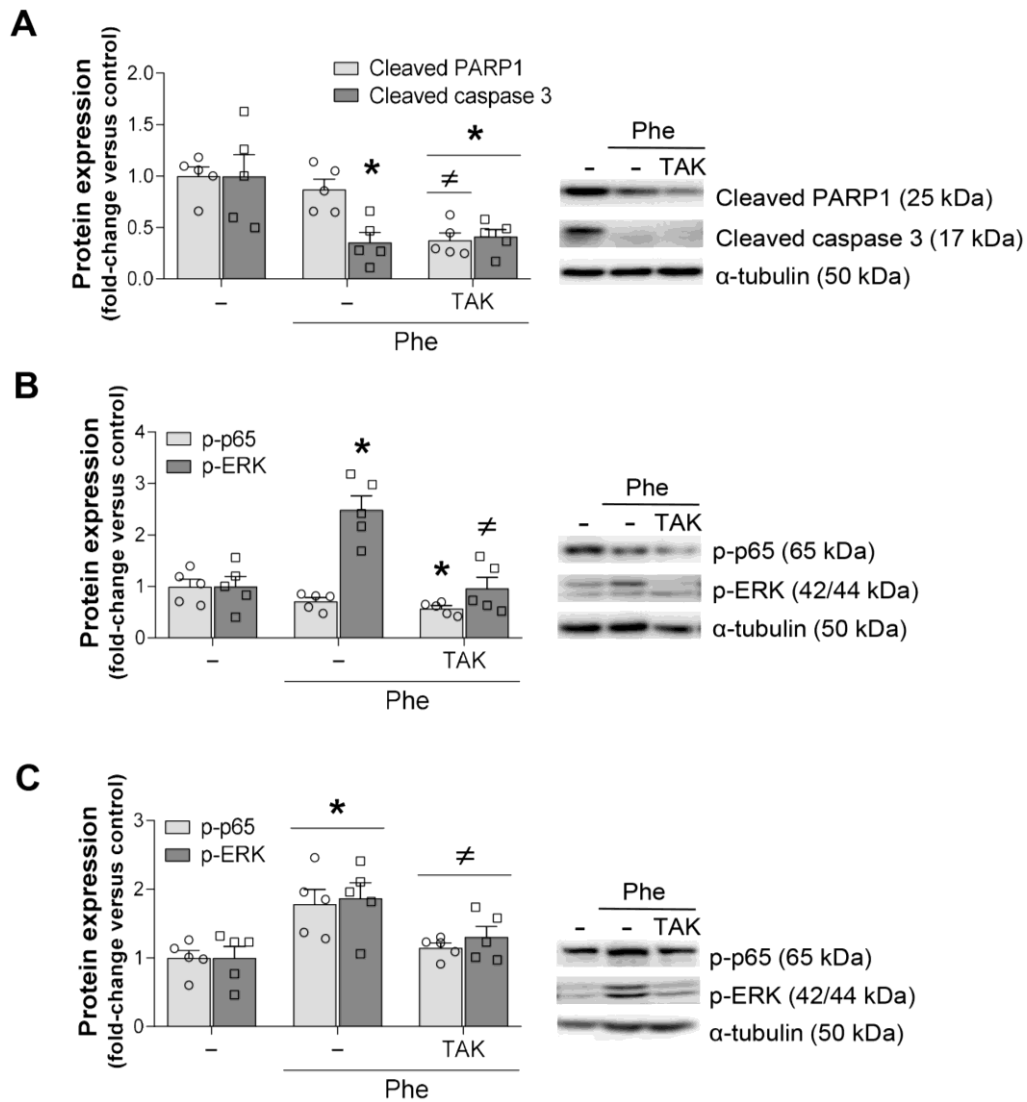 A
Protein expression
(fold-change versus control)
2.0
1.5
1.0
0.5
0.0
Cleaved PARP1
Cleaved caspase 3
*
*
≠
–
–
TAK
Phe
Phe
–
–
TAK
Cleaved PARP1 (25 kDa)
Cleaved caspase 3 (17 kDa)
α-tubulin (50 kDa)
B
Protein expression
(fold-change versus control)
4
3
2
1
0
p-p65
p-ERK
*
*
≠
–
–
TAK
Phe
Phe
–
–
TAK
p-p65 (65 kDa)
p-ERK (42/44 kDa)
α-tubulin (50 kDa)
C
Protein expression
(fold-change versus control)
3
2
1
0
p-p65
p-ERK
*
≠
–
–
TAK
Phe
Phe
–
–
TAK
p-p65 (65 kDa)
p-ERK (42/44 kDa)
α-tubulin (50 kDa)